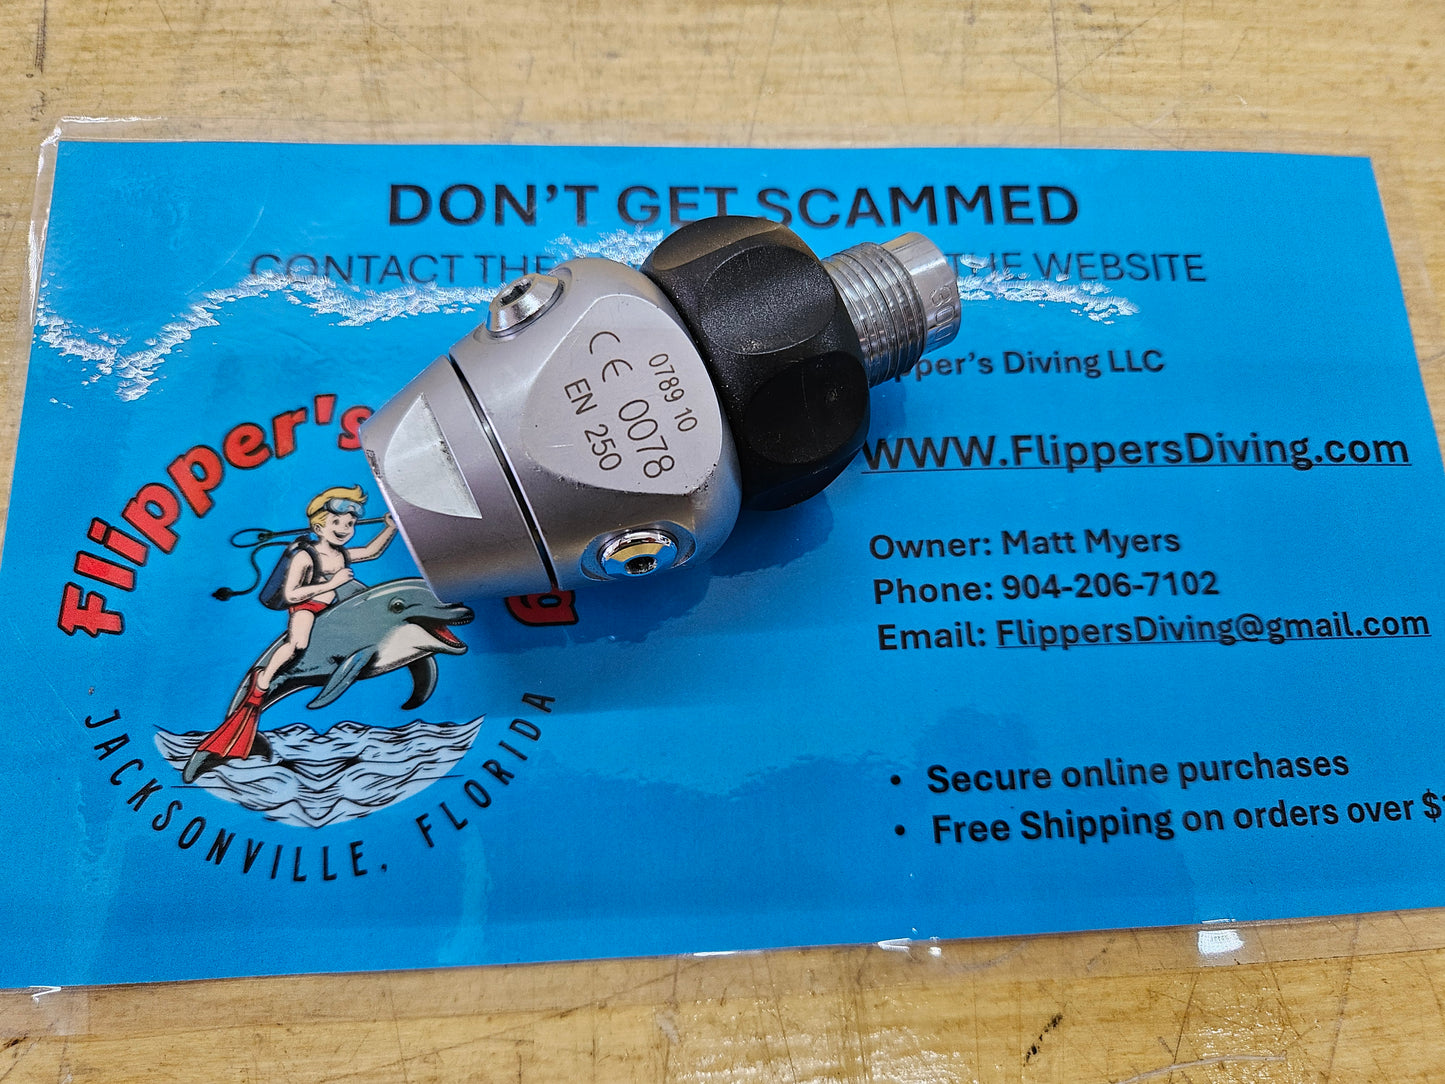 DON'T GET SCAMMED
CONTACT THE THE WEBSITE
0789 10
CE 0078
EN 250
Flipper's
JACKSONVILLE, FLORIDA
pper's Diving LLC
WWW.FlippersDiving.com
Owner: Matt Myers
Phone: 904-206-7102
Email: FlippersDiving@gmail.com
• Secure online purchases
• Free Shipping on orders over $